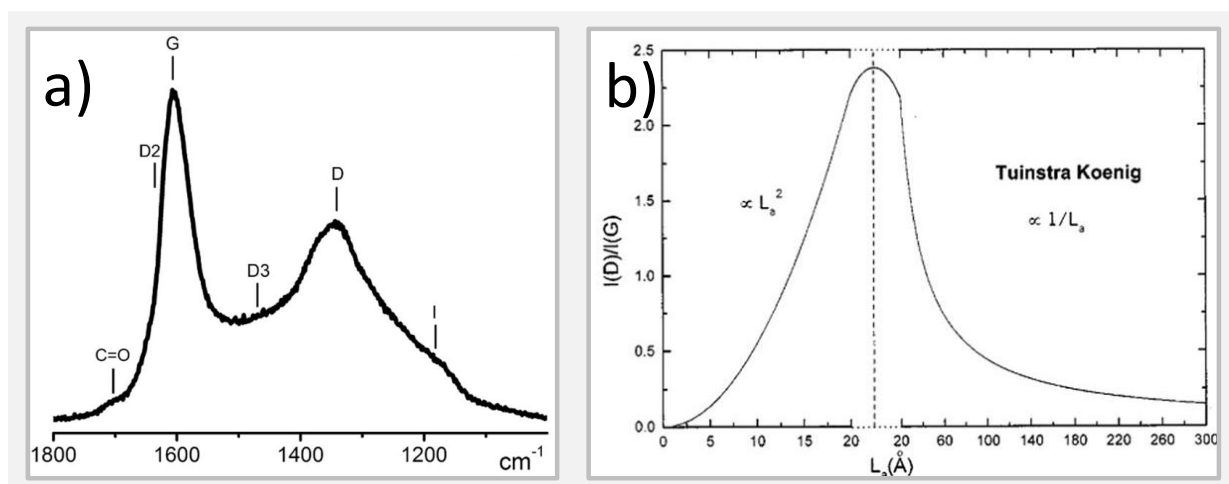 a)
G
D2
D
D3
I
C=O
1800 1600 1400 1200 cm⁻¹
b)
2.5
2.0
1.5
1.0
0.5
0.0
I(D)/I(G)
∝ Lₐ²
Tuinstra Koenig
∝ 1/Lₐ
0 5 10 15 20 20 60 100 140 180 220 260 300
Lₐ(Å)